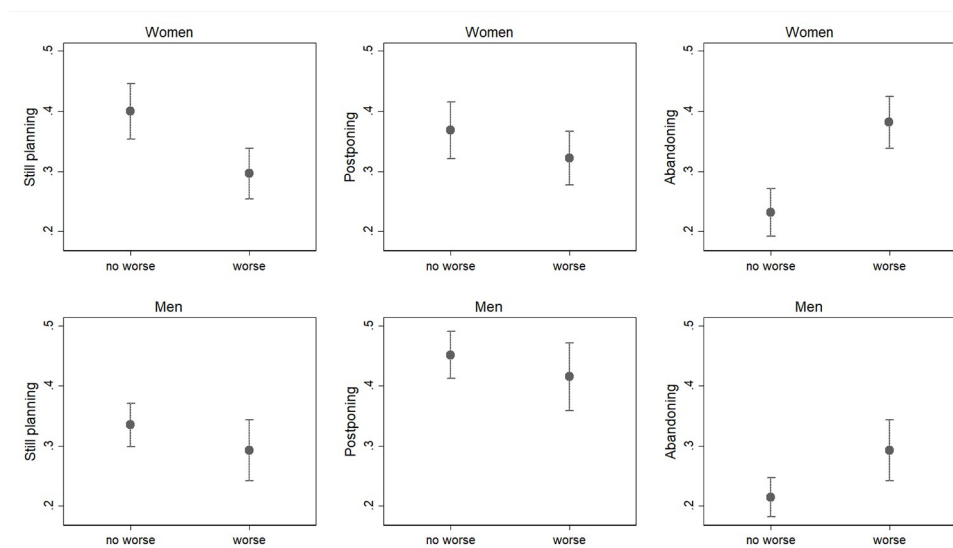 Women
Still planning
.5
.4
.3
.2
no worse worse
Women
Postponing
.5
.4
.3
.2
no worse worse
Women
Abandoning
.5
.4
.3
.2
no worse worse
Men
Still planning
.5
.4
.3
.2
no worse worse
Men
Postponing
.5
.4
.3
.2
no worse worse
Men
Abandoning
.5
.4
.3
.2
no worse worse